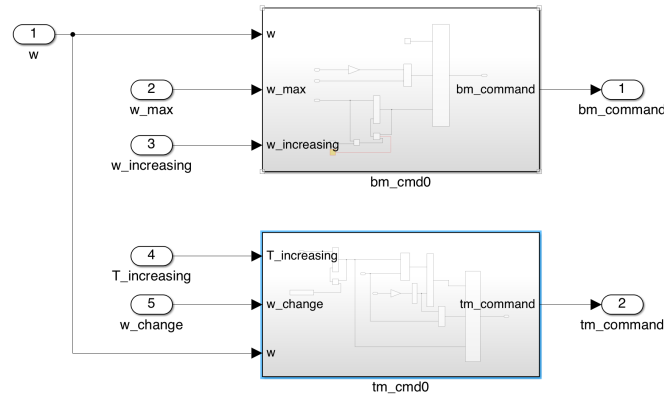 1
w
w
2
w_max
w_max
bm_command
1
bm_command
3
w_increasing
w_increasing
bm_cmd0
4
T_increasing
T_increasing
5
w_change
w_change
tm_command
2
tm_command
w
tm_cmd0